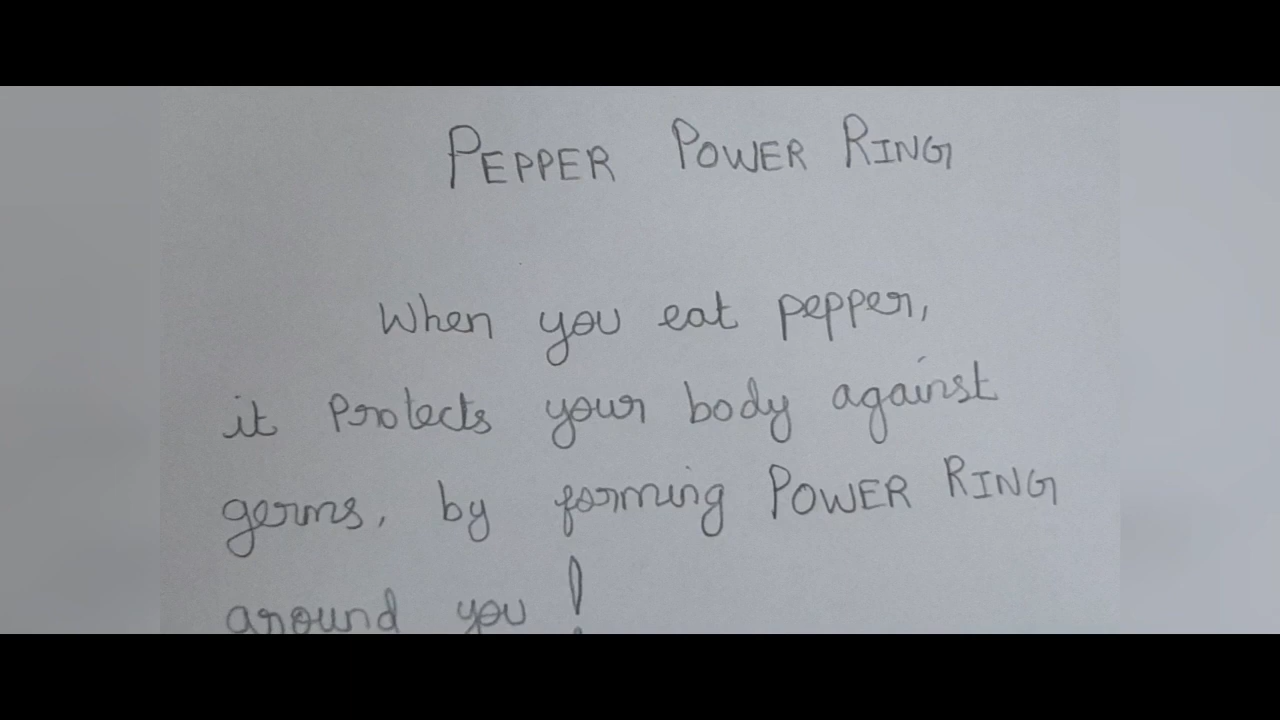 PEPPER POWER RING
When you eat pepper,
it Protects your body against
germs, by forming POWER RING
around you!